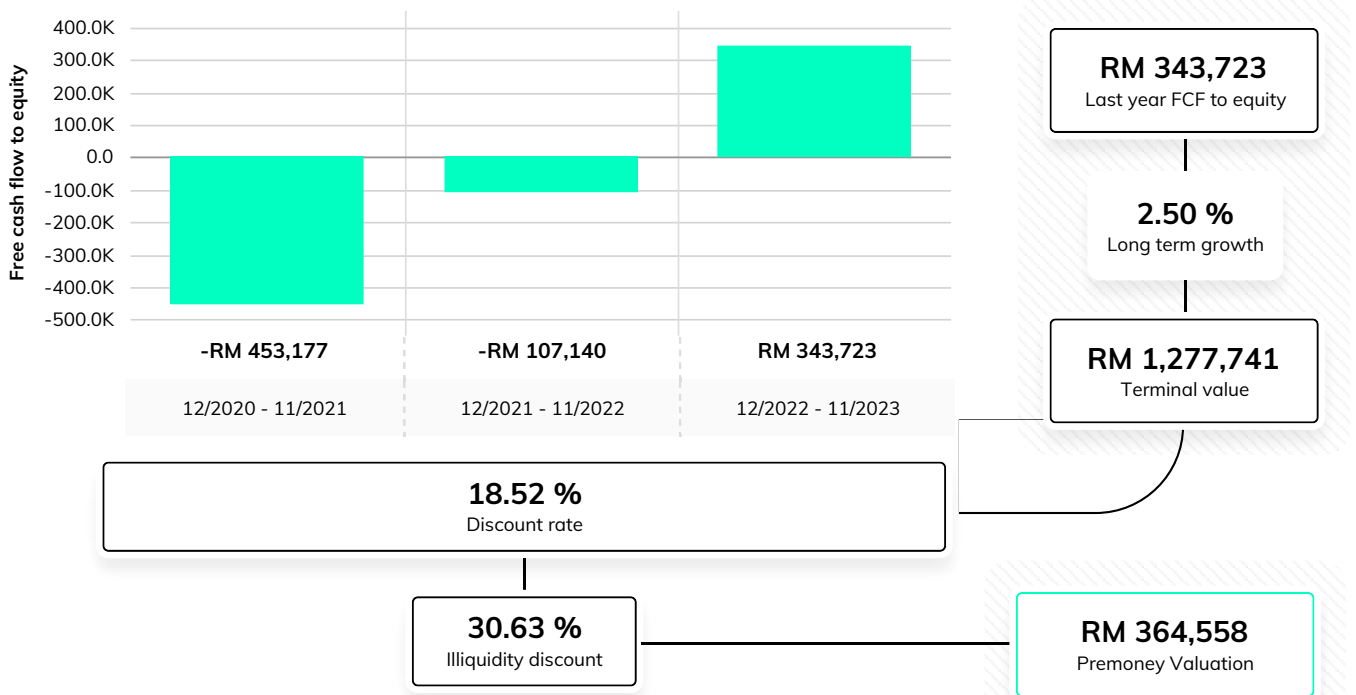 Free cash flow to equity
400.0K
300.0K
200.0K
100.0K
0.0
-100.0K
-200.0K
-300.0K
-400.0K
-500.0K
-RM 453,177
-RM 107,140
RM 343,723
12/2020 - 11/2021
12/2021 - 11/2022
12/2022 - 11/2023
RM 343,723
Last year FCF to equity
2.50 %
Long term growth
RM 1,277,741
Terminal value
18.52 %
Discount rate
30.63 %
Illiquidity discount
RM 364,558
Premoney Valuation